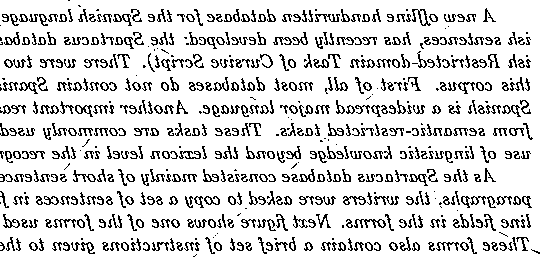 A new offline handwritten database for the Spanish language
ish sentences, has recently been developed: the Spartacus databas
ish Restricted-domain Task of Cursive Script). There were two
this corpus. First of all, most databases do not contain Spani
Spanish is a widespread major language. Another important rea
from semantic-restricted tasks. These tasks are commonly used
use of linguistic knowledge beyond the lexicon level in the recogn
As the Spartacus database consisted mainly of short sentence
paragraphs, the writers were asked to copy a set of sentences in f
line fields in the forms. Next figure shows one of the forms used
These forms also contain a brief set of instructions given to the